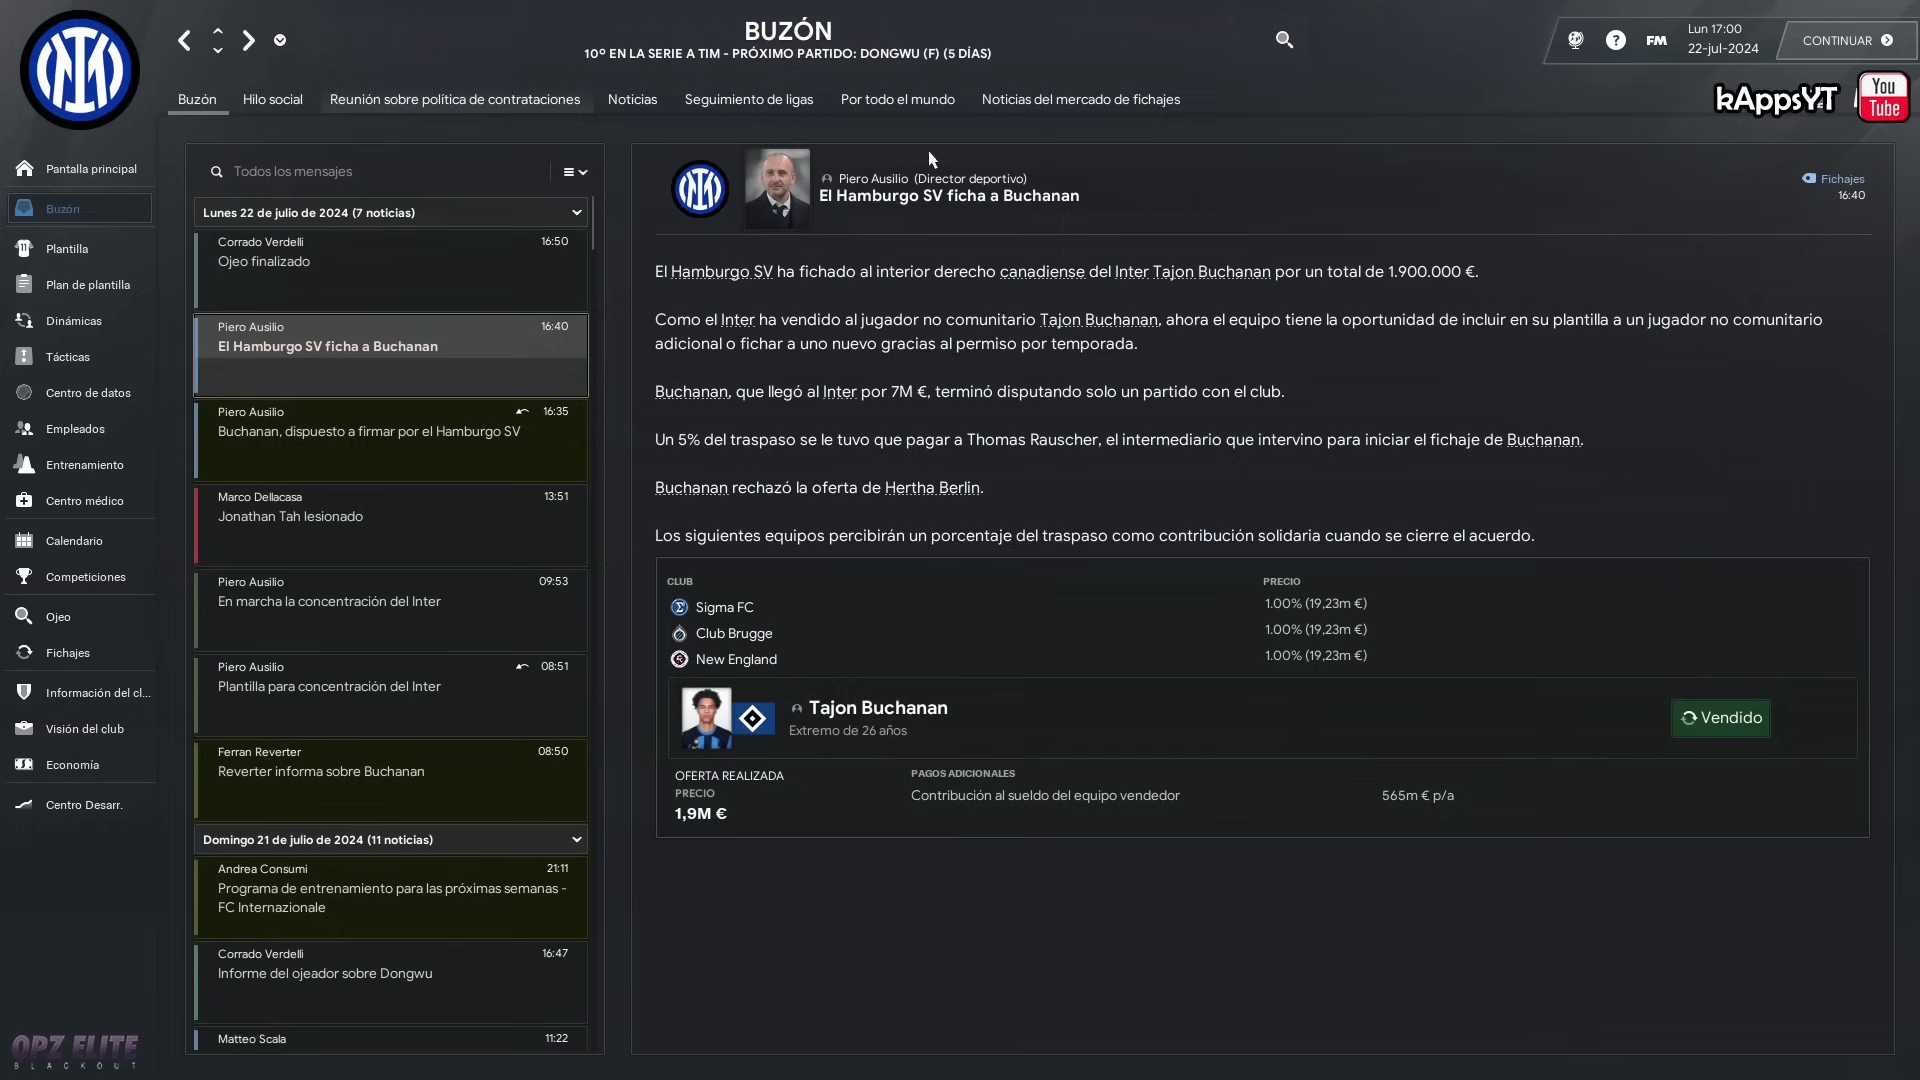 BUZÓN
10º EN LA SERIE A TIM - PRÓXIMO PARTIDO: DONGWU (F) (5 DÍAS)
FM
Lun 17:00
22-jul-2024
CONTINUAR
Buzón
Hilo social
Reunión sobre política de contrataciones
Noticias
Seguimiento de ligas
Por todo el mundo
Noticias del mercado de fichajes
kAppsYT
You
Tube
Pantalla principal
Buzón
Plantilla
Plan de plantilla
Dinámicas
Tácticas
Centro de datos
Empleados
Entrenamiento
Centro médico
Calendario
Competiciones
Ojeo
Fichajes
Información del cl...
Visión del club
Economía
Centro Desarr.
OPZ ELITE
BLACKOUT
Todos los mensajes
Lunes 22 de julio de 2024 (7 noticias)
Corrado Verdelli 16:50
Ojeo finalizado
Piero Ausilio 16:40
El Hamburgo SV ficha a Buchanan
Piero Ausilio 16:35
Buchanan, dispuesto a firmar por el Hamburgo SV
Marco Dellacasa 13:51
Jonathan Tah lesionado
Piero Ausilio 09:53
En marcha la concentración del Inter
Piero Ausilio 08:51
Plantilla para concentración del Inter
Ferran Reverter 08:50
Reverter informa sobre Buchanan
Domingo 21 de julio de 2024 (11 noticias)
Andrea Consumi 21:11
Programa de entrenamiento para las próximas semanas -
FC Internazionale
Corrado Verdelli 16:47
Informe del ojeador sobre Dongwu
Matteo Scala 11:22
Piero Ausilio (Director deportivo)
El Hamburgo SV ficha a Buchanan
Fichajes
16:40
El Hamburgo SV ha fichado al interior derecho canadiense del Inter Tajon Buchanan por un total de 1.900.000 €.
Como el Inter ha vendido al jugador no comunitario Tajon Buchanan, ahora el equipo tiene la oportunidad de incluir en su plantilla a un jugador no comunitario
adicional o fichar a uno nuevo gracias al permiso por temporada.
Buchanan, que llegó al Inter por 7M €, terminó disputando solo un partido con el club.
Un 5% del traspaso se le tuvo que pagar a Thomas Rauscher, el intermediario que intervino para iniciar el fichaje de Buchanan.
Buchanan rechazó la oferta de Hertha Berlin.
Los siguientes equipos percibirán un porcentaje del traspaso como contribución solidaria cuando se cierre el acuerdo.
CLUB PRECIO
Sigma FC 1.00% (19,23m €)
Club Brugge 1.00% (19,23m €)
New England 1.00% (19,23m €)
Tajon Buchanan
Extremo de 26 años
Vendido
OFERTA REALIZADA
PRECIO
1,9M €
PAGOS ADICIONALES
Contribución al sueldo del equipo vendedor 565m € p/a